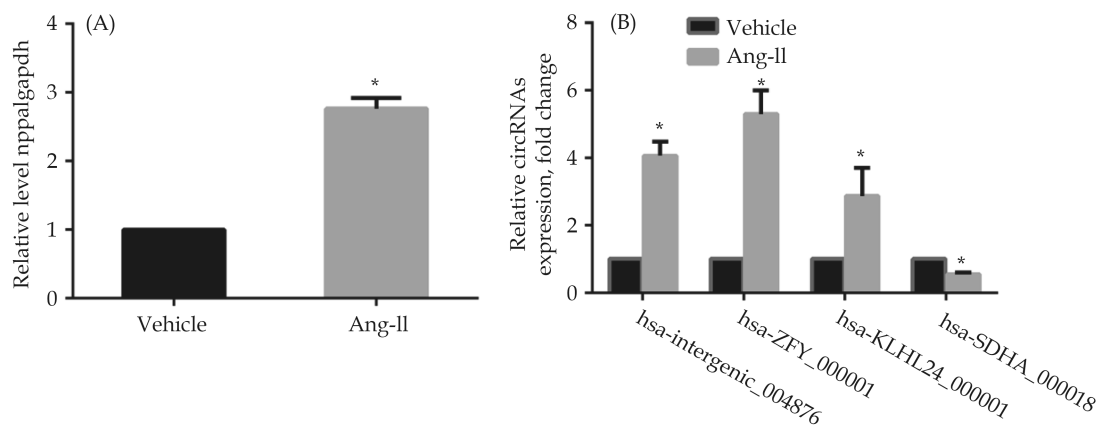 (A)
Relative level nppalgapdh
4
3
2
1
0
Vehicle
Ang-ll
*
(B)
Vehicle
Ang-ll
Relative circRNAs
expression, fold change
8
6
4
2
0
*
*
*
*
hsa-intergenic_004876
hsa-ZFY_000001
hsa-KLHL24_000001
hsa-SDHA_000018